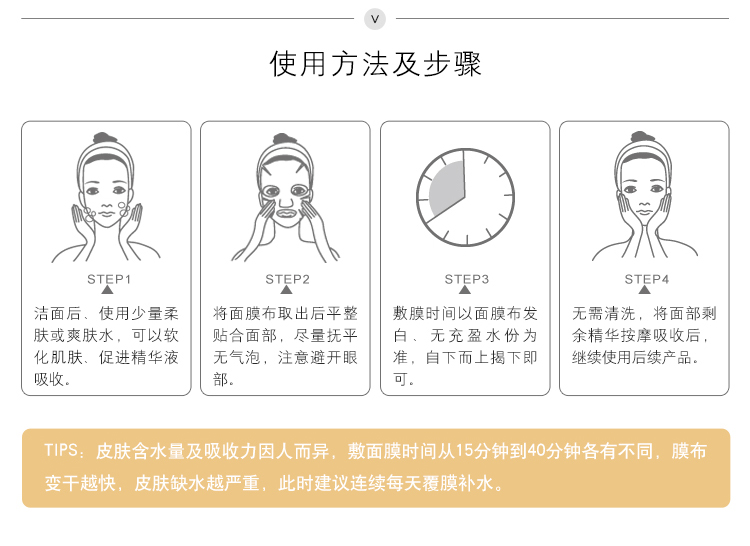 V
使用方法及步骤
STEP1
洁面后、使用少量柔
肤或爽肤水，可以软
化肌肤、促进精华液
吸收。
STEP2
将面膜布取出后平整
贴合面部，尽量抚平
无气泡，注意避开眼
部。
STEP3
敷膜时间以面膜布发
白、无充盈水份为
准，自下而上揭下即
可。
STEP4
无需清洗，将面部剩
余精华按摩吸收后，
继续使用后续产品。
TIPS：皮肤含水量及吸收力因人而异，敷面膜时间从15分钟到40分钟各有不同，膜布
变干越快，皮肤缺水越严重，此时建议连续每天覆膜补水。